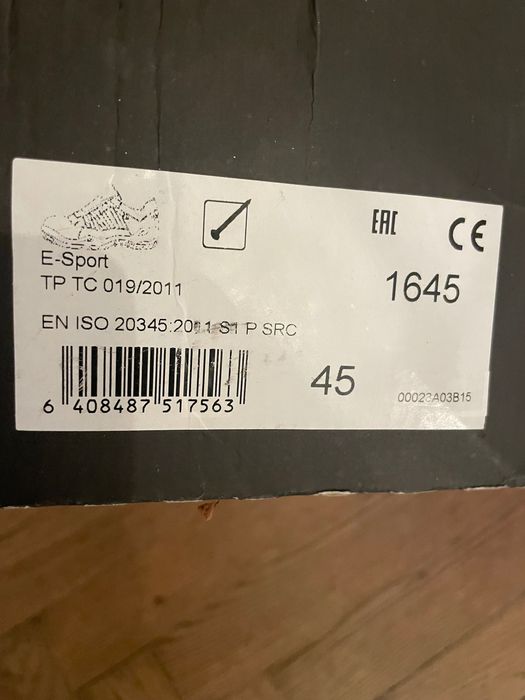 EAC CE
E-Sport
TP TC 019/2011
1645
EN ISO 20345:2011 S1 P SRC
45
6 408487 517563
00023A03B15